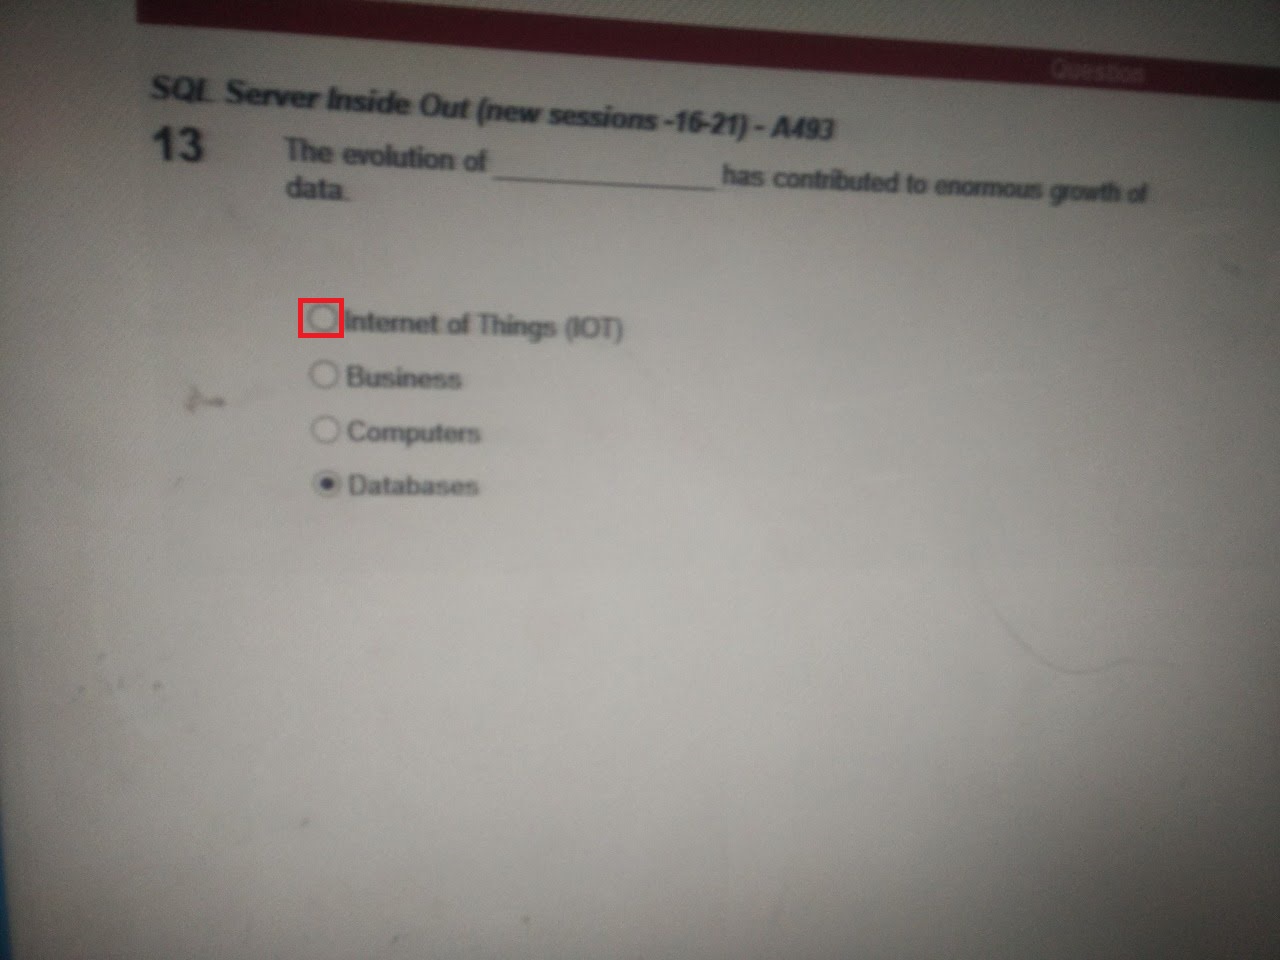 Question
SQL Server Inside Out (new sessions -16-21) - A493
13 The evolution of ______________ has contributed to enormous growth of
data.
Internet of Things (IOT)
Business
Computers
Databases